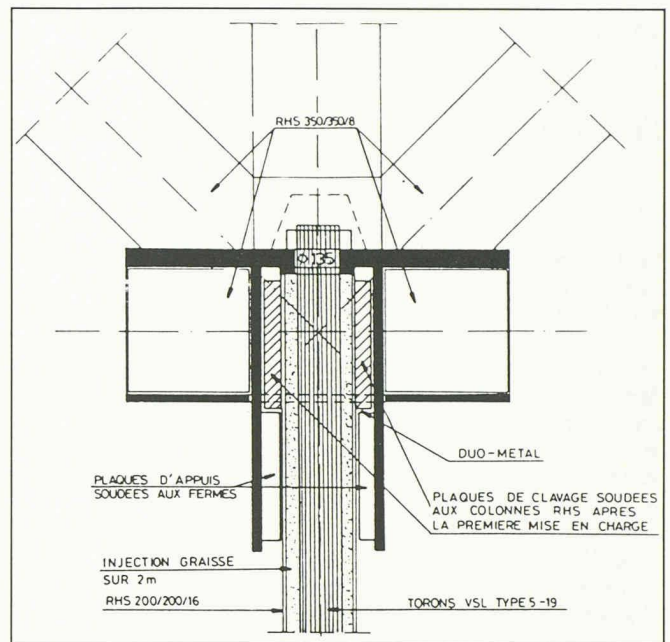 RHS 350/350/8
Ø 135
DUO-METAL
PLAQUES D'APPUIS
SOUDEES AUX FERMES
PLAQUES DE CLAVAGE SOUDEES
AUX COLONNES RHS APRES
LA PREMIERE MISE EN CHARGE
INJECTION GRAISSE
SUR 2m
RHS 200/200/16
TORONS VSL TYPE 5-19